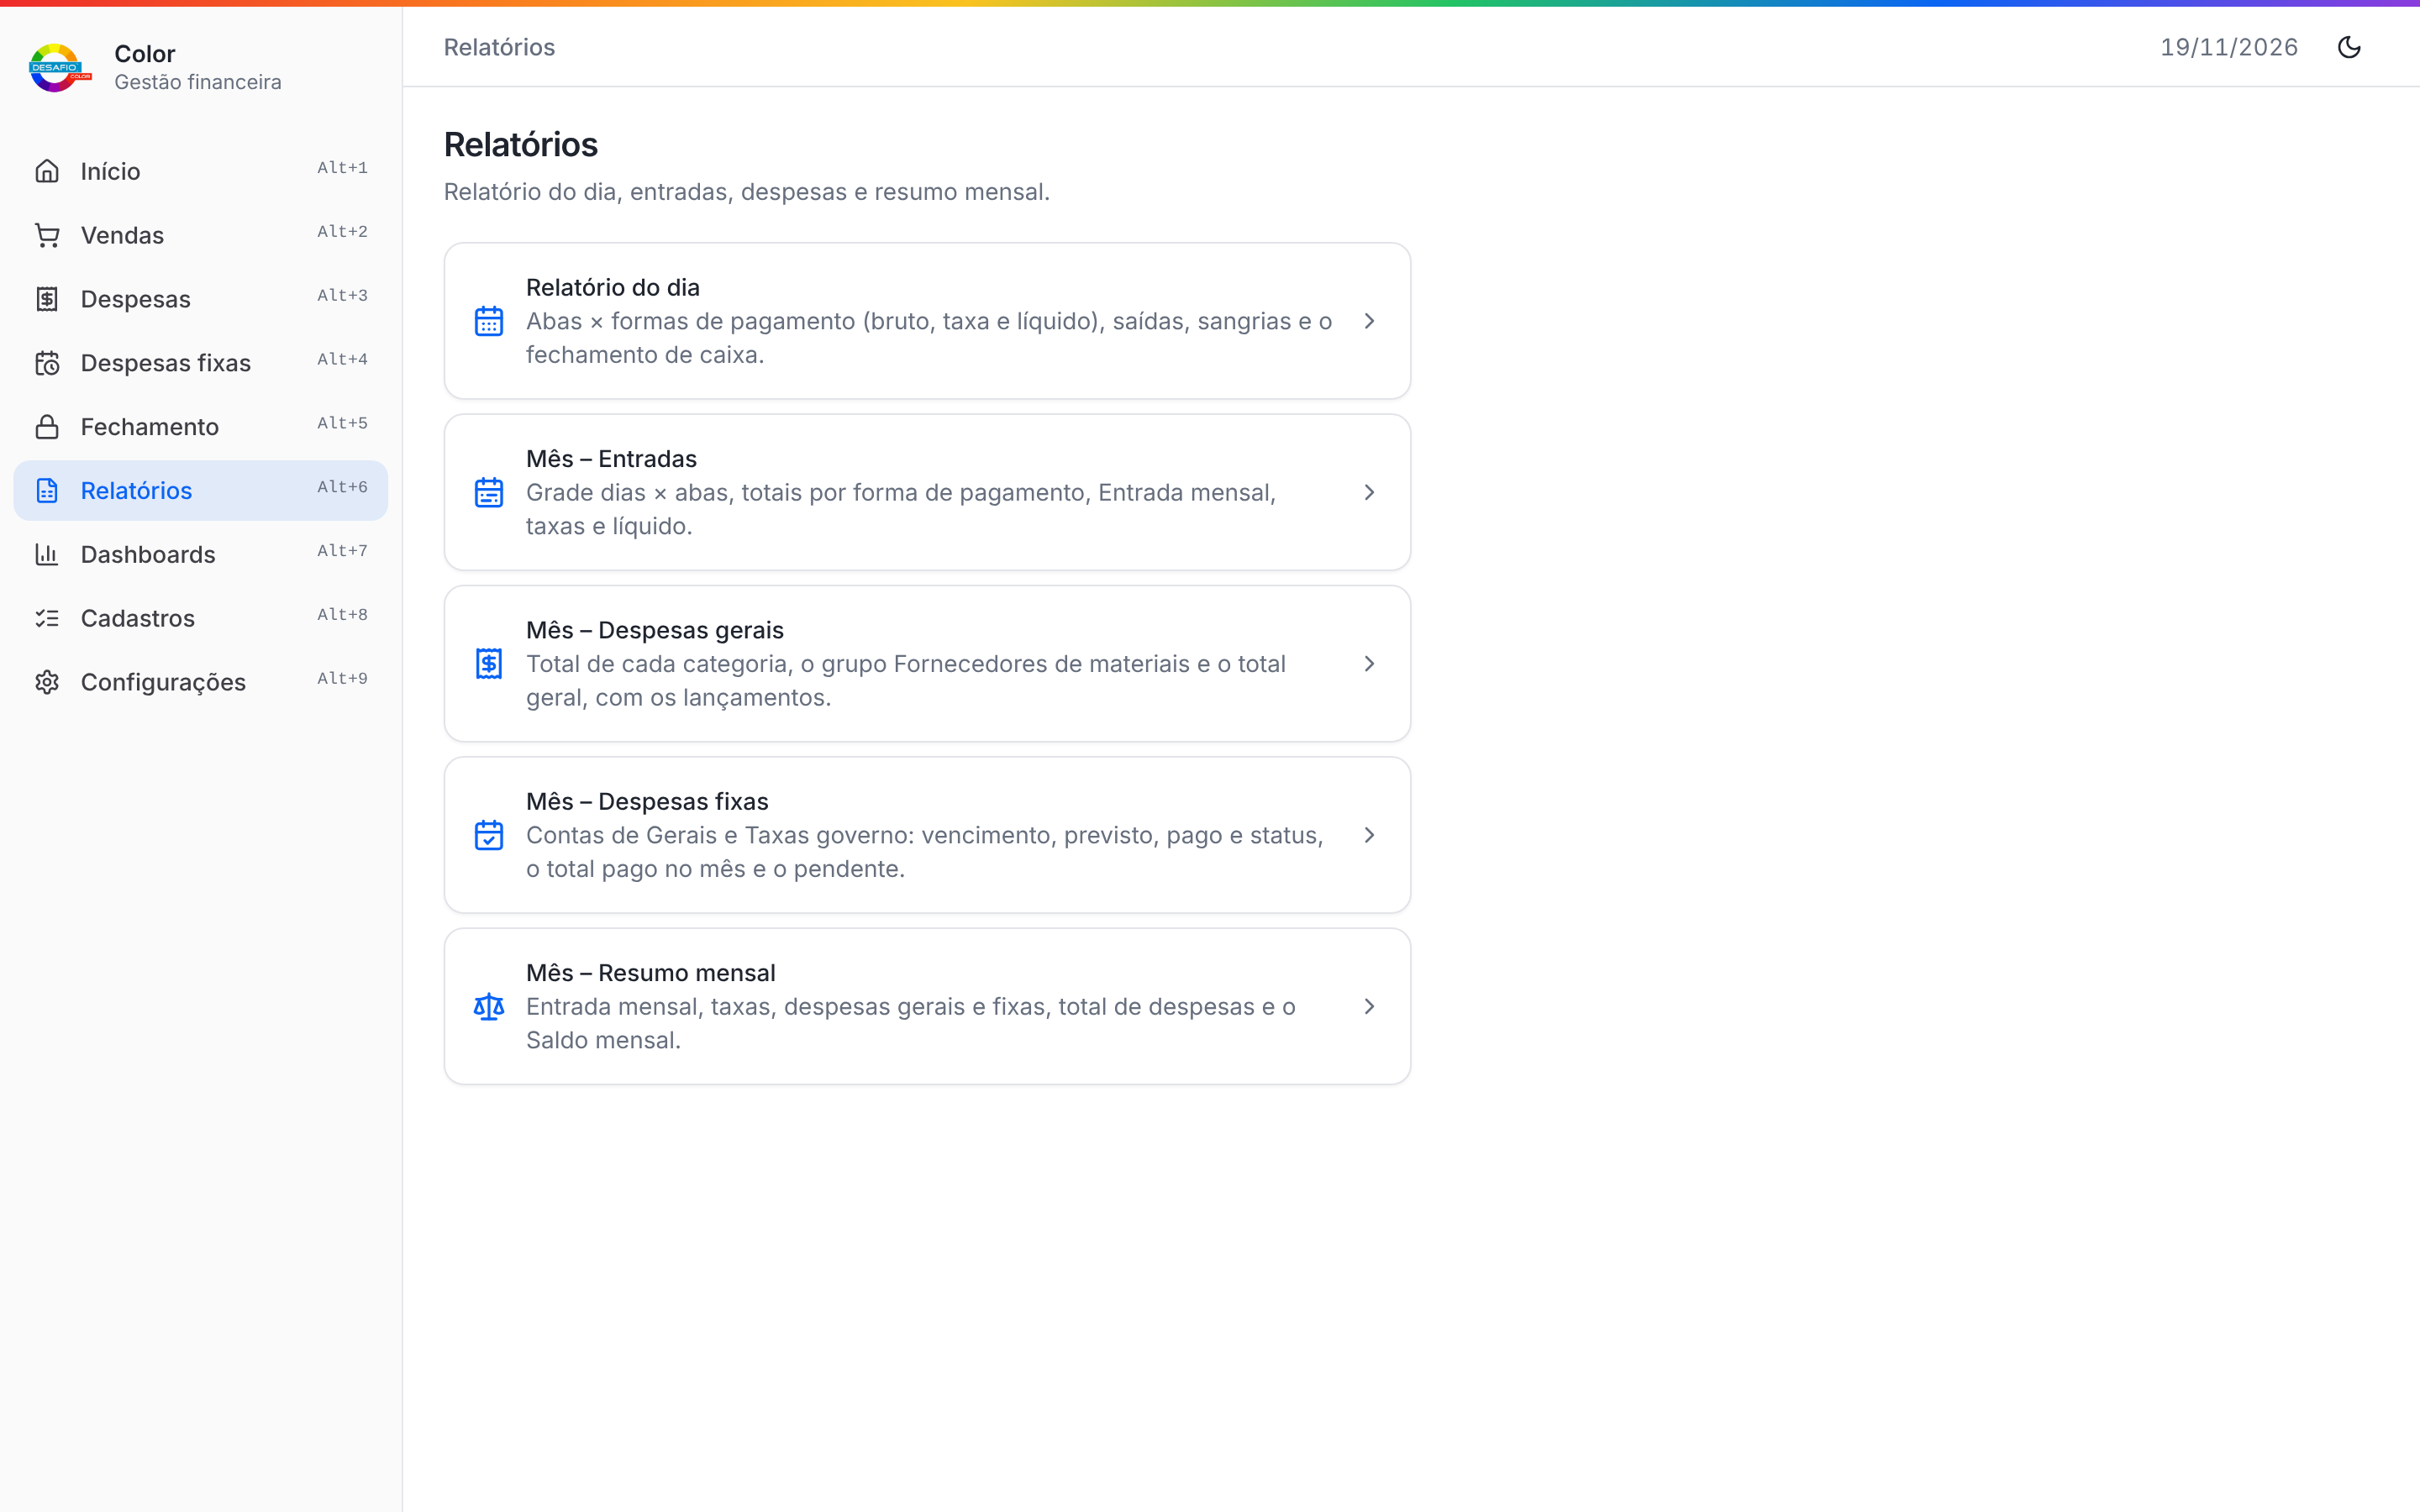 DESAFIO
COLOR
Color
Gestão financeira
Início Alt+1
Vendas Alt+2
Despesas Alt+3
Despesas fixas Alt+4
Fechamento Alt+5
Relatórios Alt+6
Dashboards Alt+7
Cadastros Alt+8
Configurações Alt+9
Relatórios 19/11/2026
Relatórios
Relatório do dia, entradas, despesas e resumo mensal.
Relatório do dia
Abas × formas de pagamento (bruto, taxa e líquido), saídas, sangrias e o
fechamento de caixa.
Mês – Entradas
Grade dias × abas, totais por forma de pagamento, Entrada mensal,
taxas e líquido.
Mês – Despesas gerais
Total de cada categoria, o grupo Fornecedores de materiais e o total
geral, com os lançamentos.
Mês – Despesas fixas
Contas de Gerais e Taxas governo: vencimento, previsto, pago e status,
o total pago no mês e o pendente.
Mês – Resumo mensal
Entrada mensal, taxas, despesas gerais e fixas, total de despesas e o
Saldo mensal.